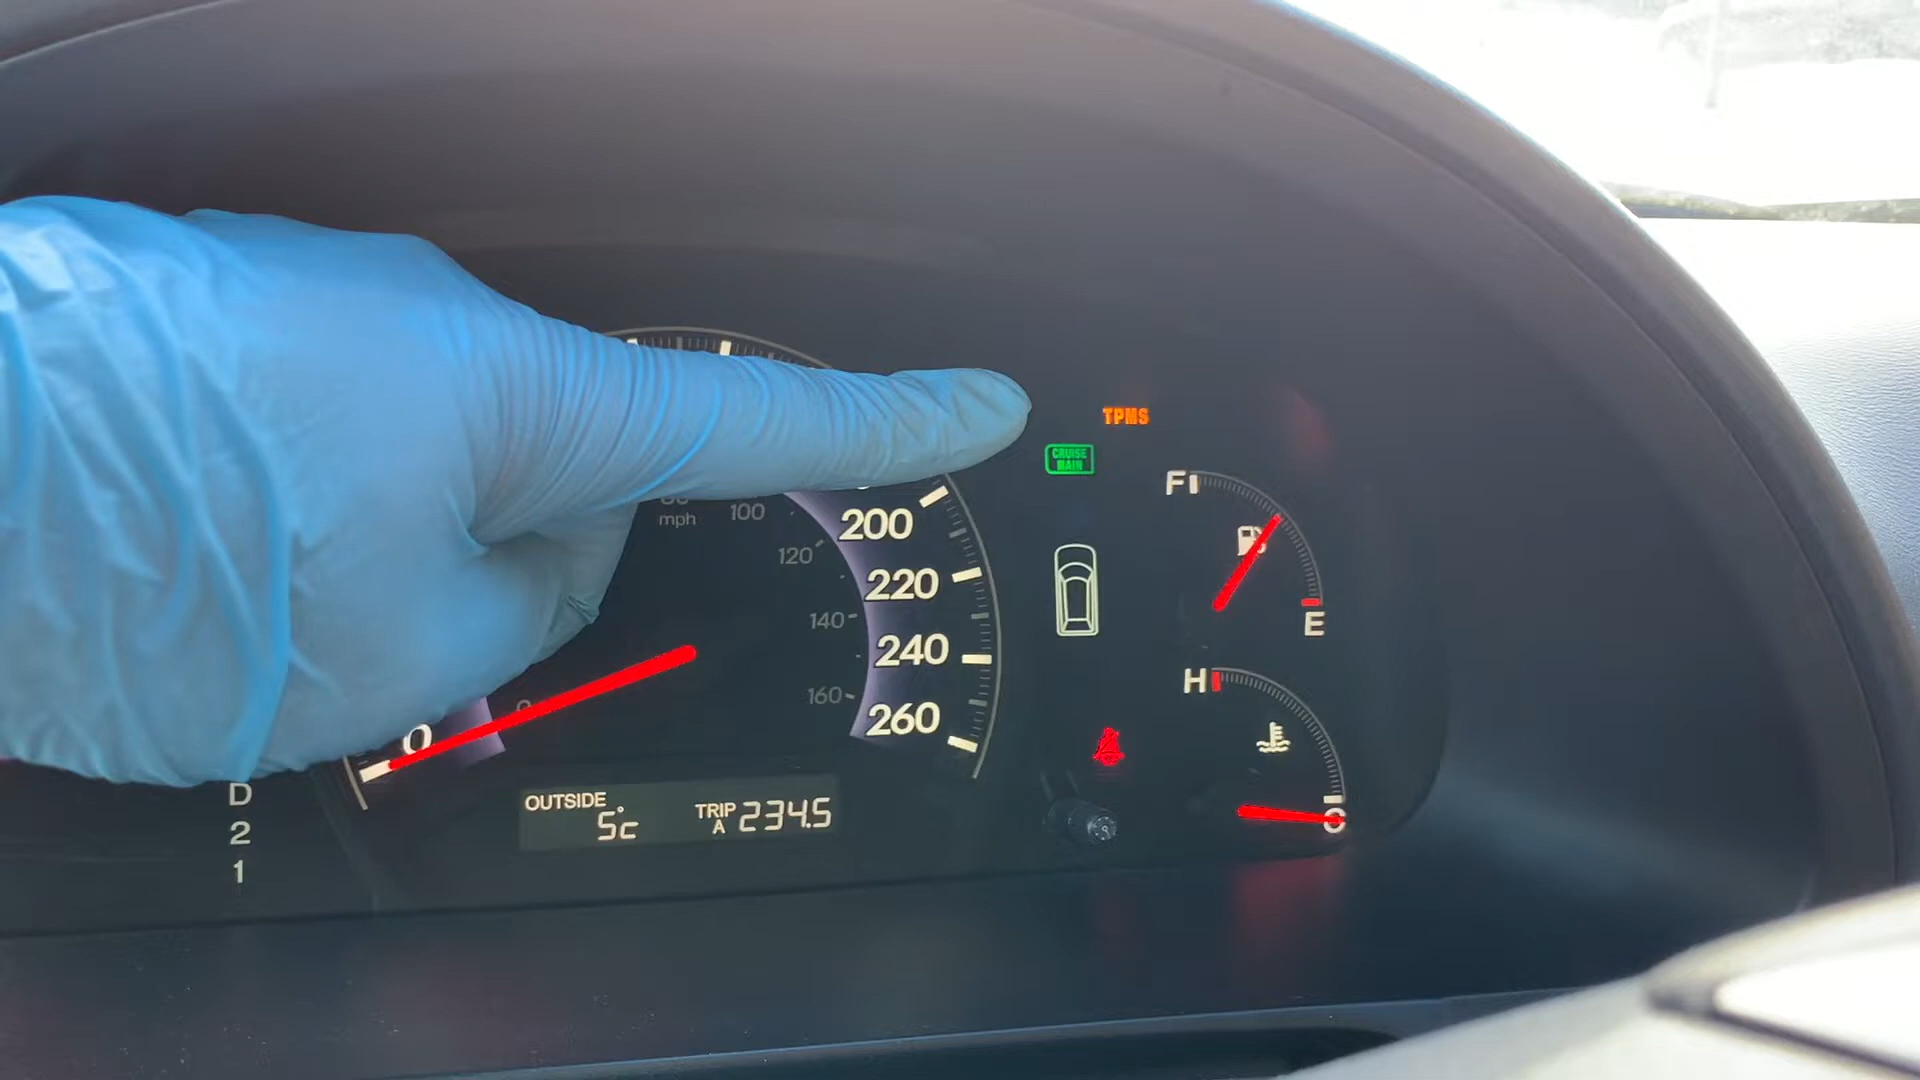 TPMS
CRUISE
MAIN
F
E
mph
100
120
140
160
200
220
240
260
0
H
C
D
2
1
OUTSIDE
5°C
TRIP
A
234.5